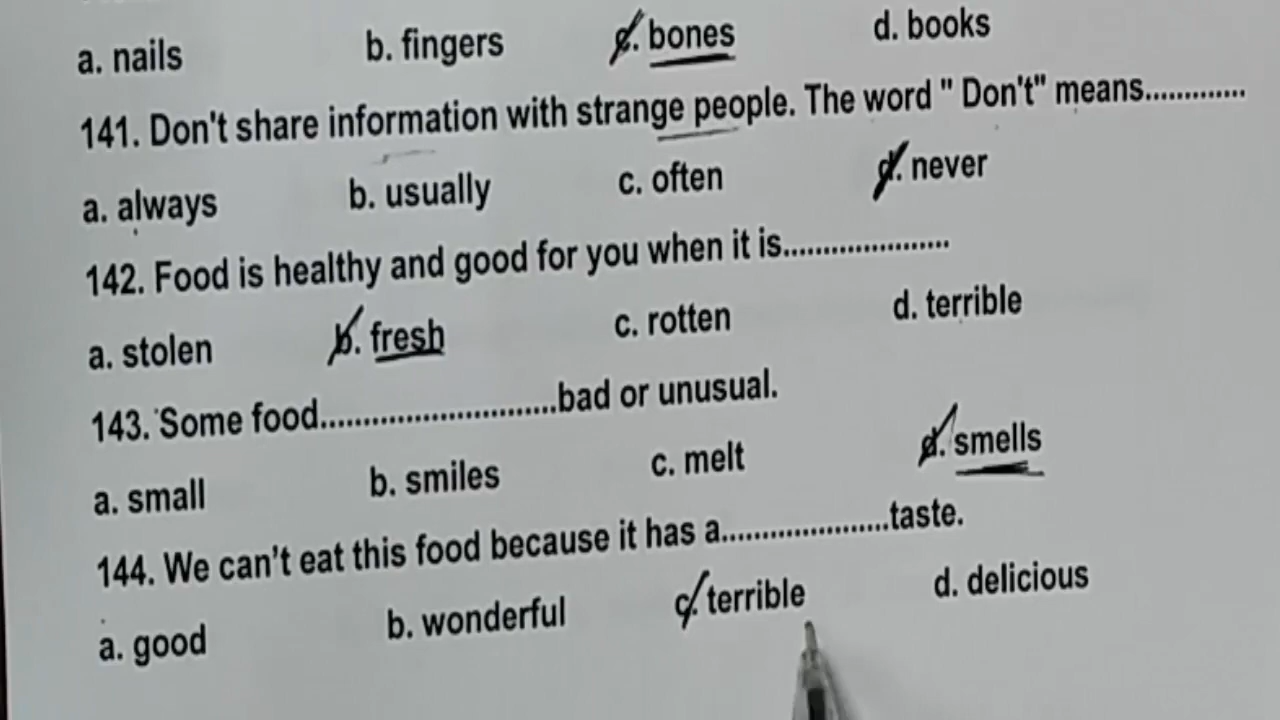 a. nails b. fingers c. bones d. books
141. Don't share information with strange people. The word " Don't" means.............
a. always b. usually c. often d. never
142. Food is healthy and good for you when it is....................
a. stolen b. fresh c. rotten d. terrible
143. Some food............................bad or unusual.
a. small b. smiles c. melt d. smells
144. We can't eat this food because it has a....................taste.
a. good b. wonderful c. terrible d. delicious